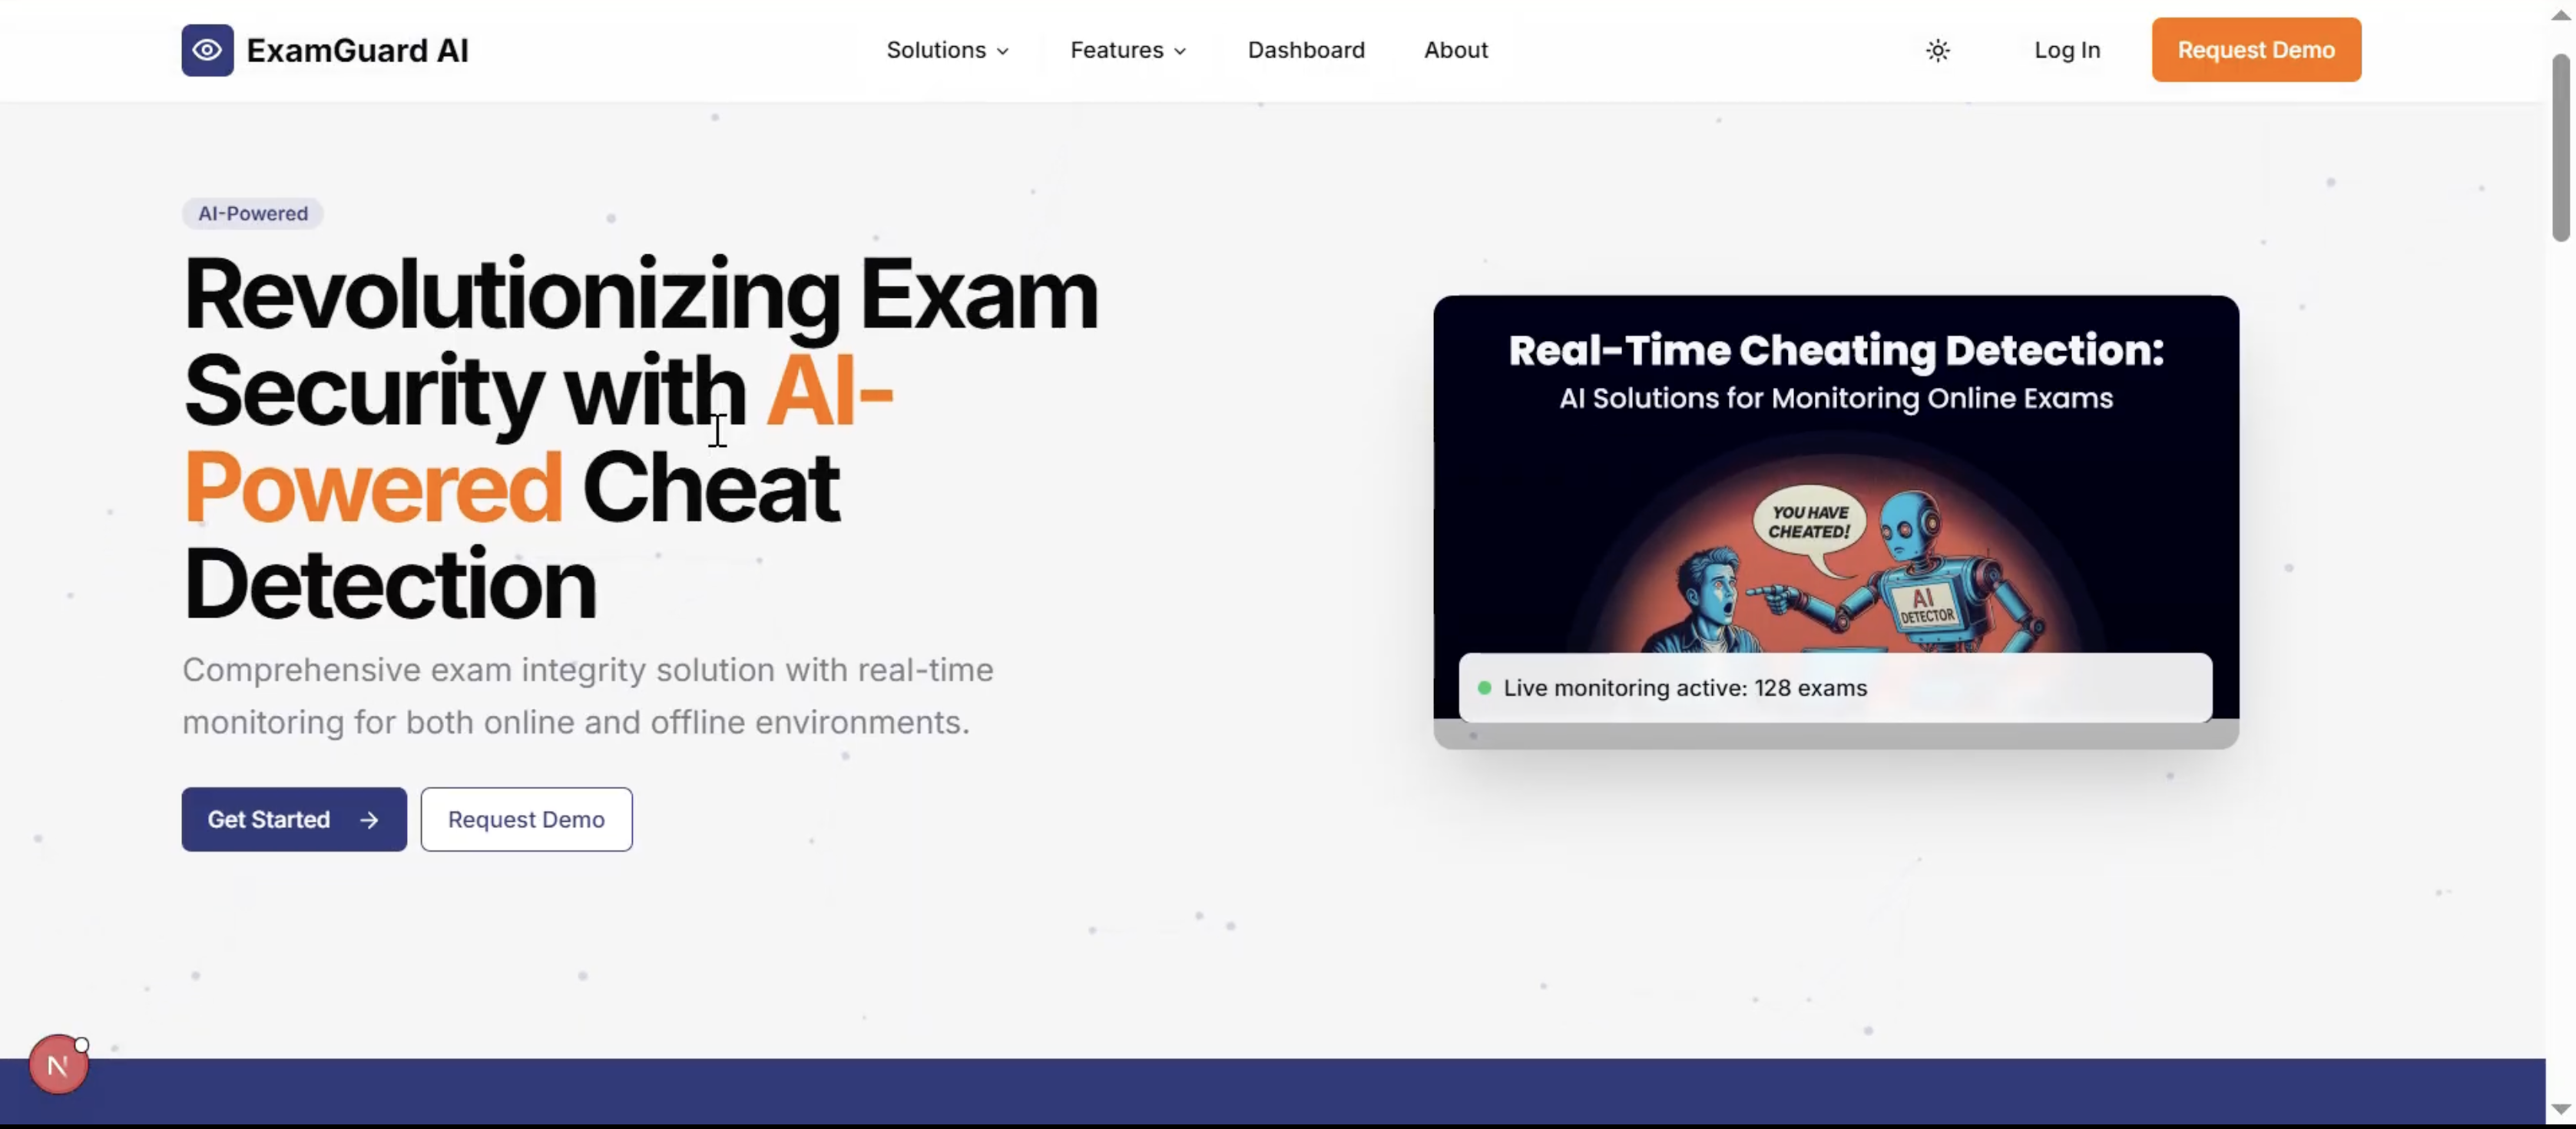 ExamGuard AI
Solutions
Features
Dashboard
About
Log In
Request Demo
AI-Powered
Revolutionizing Exam
Security with AI-
Powered Cheat
Detection
Comprehensive exam integrity solution with real-time
monitoring for both online and offline environments.
Get Started →
Request Demo
Real-Time Cheating Detection:
AI Solutions for Monitoring Online Exams
YOU HAVE
CHEATED!
AI
DETECTOR
Live monitoring active: 128 exams
N